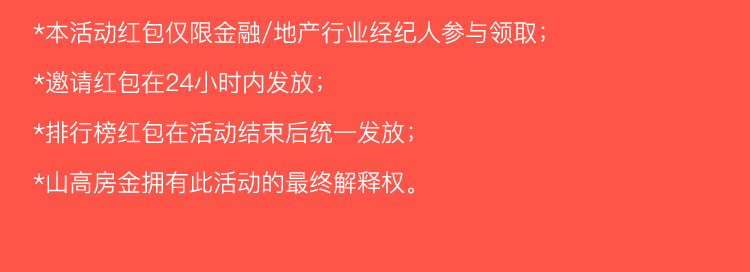 *本活动红包仅限金融/地产行业经纪人参与领取；
*邀请红包在24小时内发放；
*排行榜红包在活动结束后统一发放；
*山高房金拥有此活动的最终解释权。